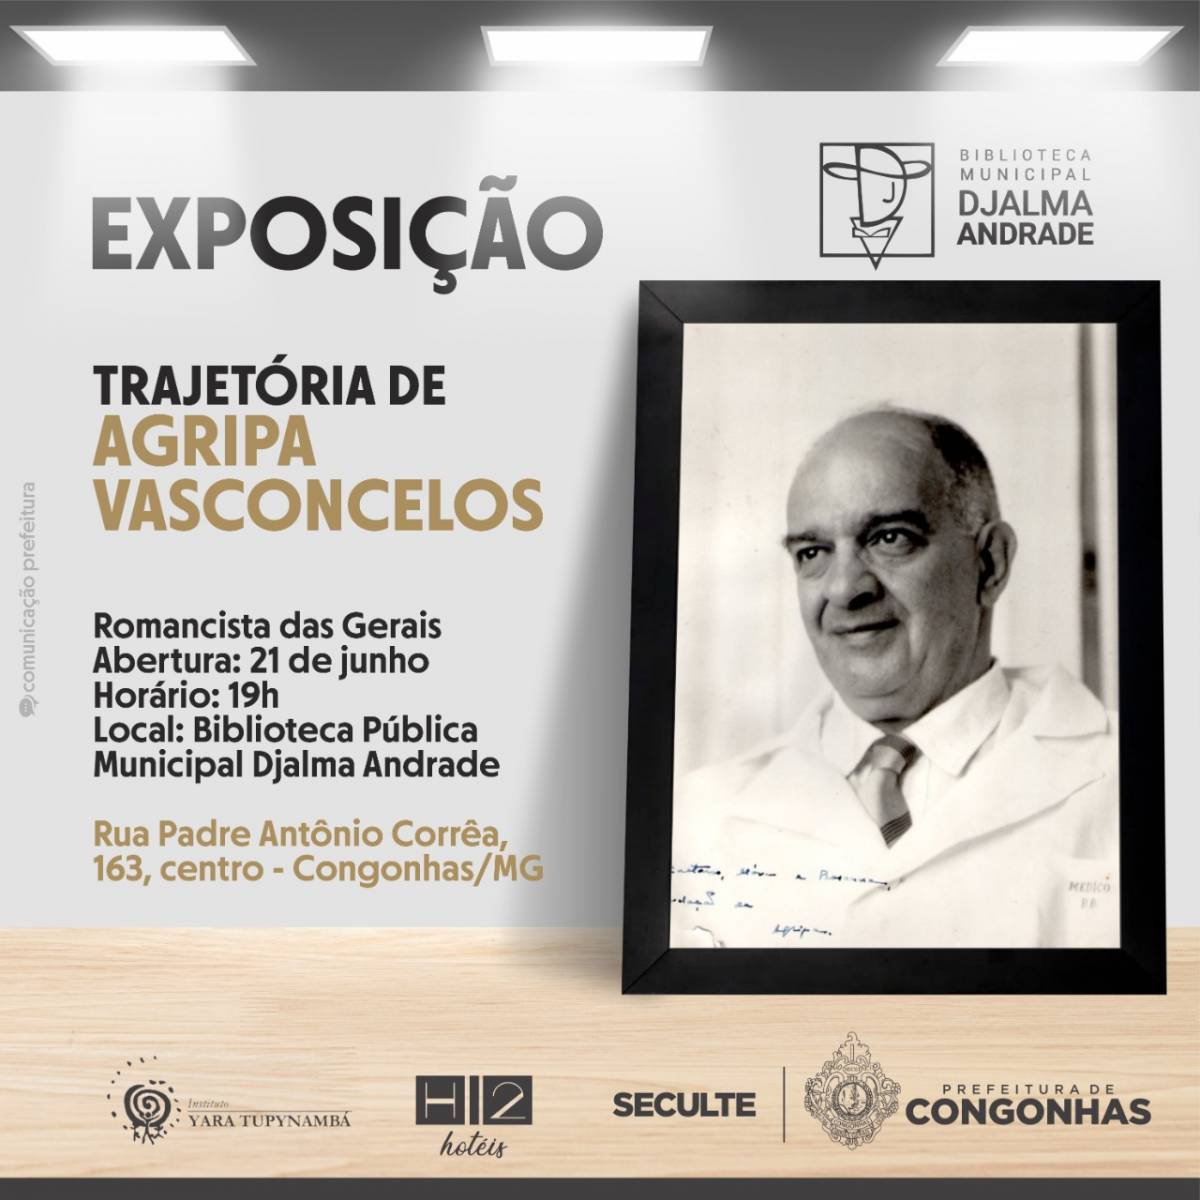 EXPOSIÇÃO
BIBLIOTECA
MUNICIPAL
DJALMA
ANDRADE
TRAJETÓRIA DE
AGRIPA
VASCONCELOS
Romancista das Gerais
Abertura: 21 de junho
Horário: 19h
Local: Biblioteca Pública
Municipal Djalma Andrade
Rua Padre Antônio Corrêa,
163, centro - Congonhas/MG
comunicação prefeitura
MEDICO
Agripa.
Instituto
YARA TUPYNAMBÁ
H12
hotéis
SECULTE
PREFEITURA DE
CONGONHAS